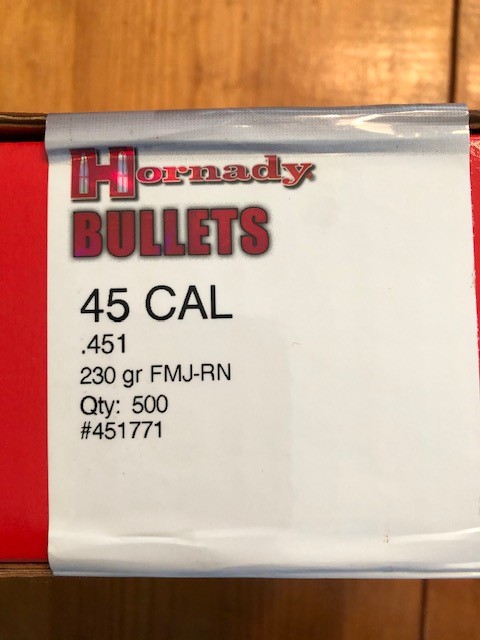 Hornady
BULLETS
45 CAL
.451
230 gr FMJ-RN
Qty: 500
#451771